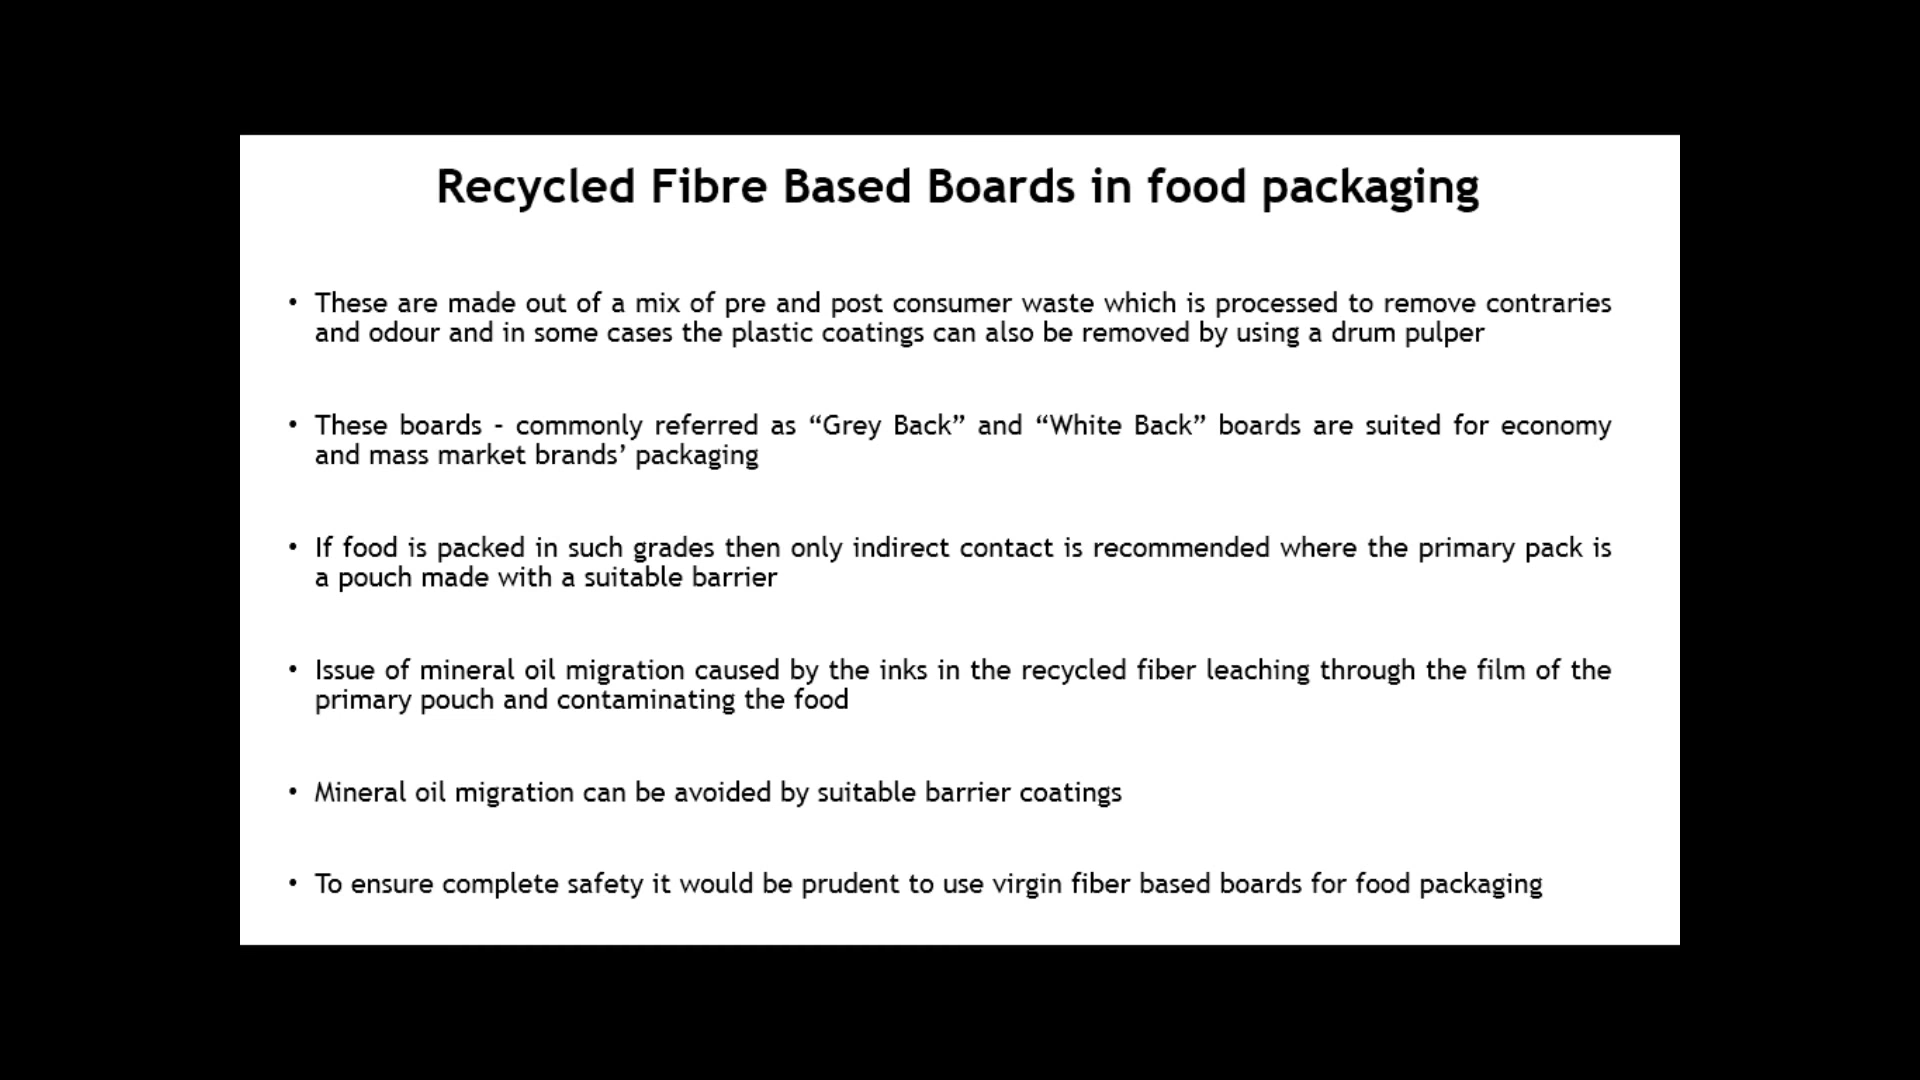 Recycled Fibre Based Boards in food packaging
• These are made out of a mix of pre and post consumer waste which is processed to remove contraries
and odour and in some cases the plastic coatings can also be removed by using a drum pulper
• These boards - commonly referred as “Grey Back” and “White Back” boards are suited for economy
and mass market brands’ packaging
• If food is packed in such grades then only indirect contact is recommended where the primary pack is
a pouch made with a suitable barrier
• Issue of mineral oil migration caused by the inks in the recycled fiber leaching through the film of the
primary pouch and contaminating the food
• Mineral oil migration can be avoided by suitable barrier coatings
• To ensure complete safety it would be prudent to use virgin fiber based boards for food packaging